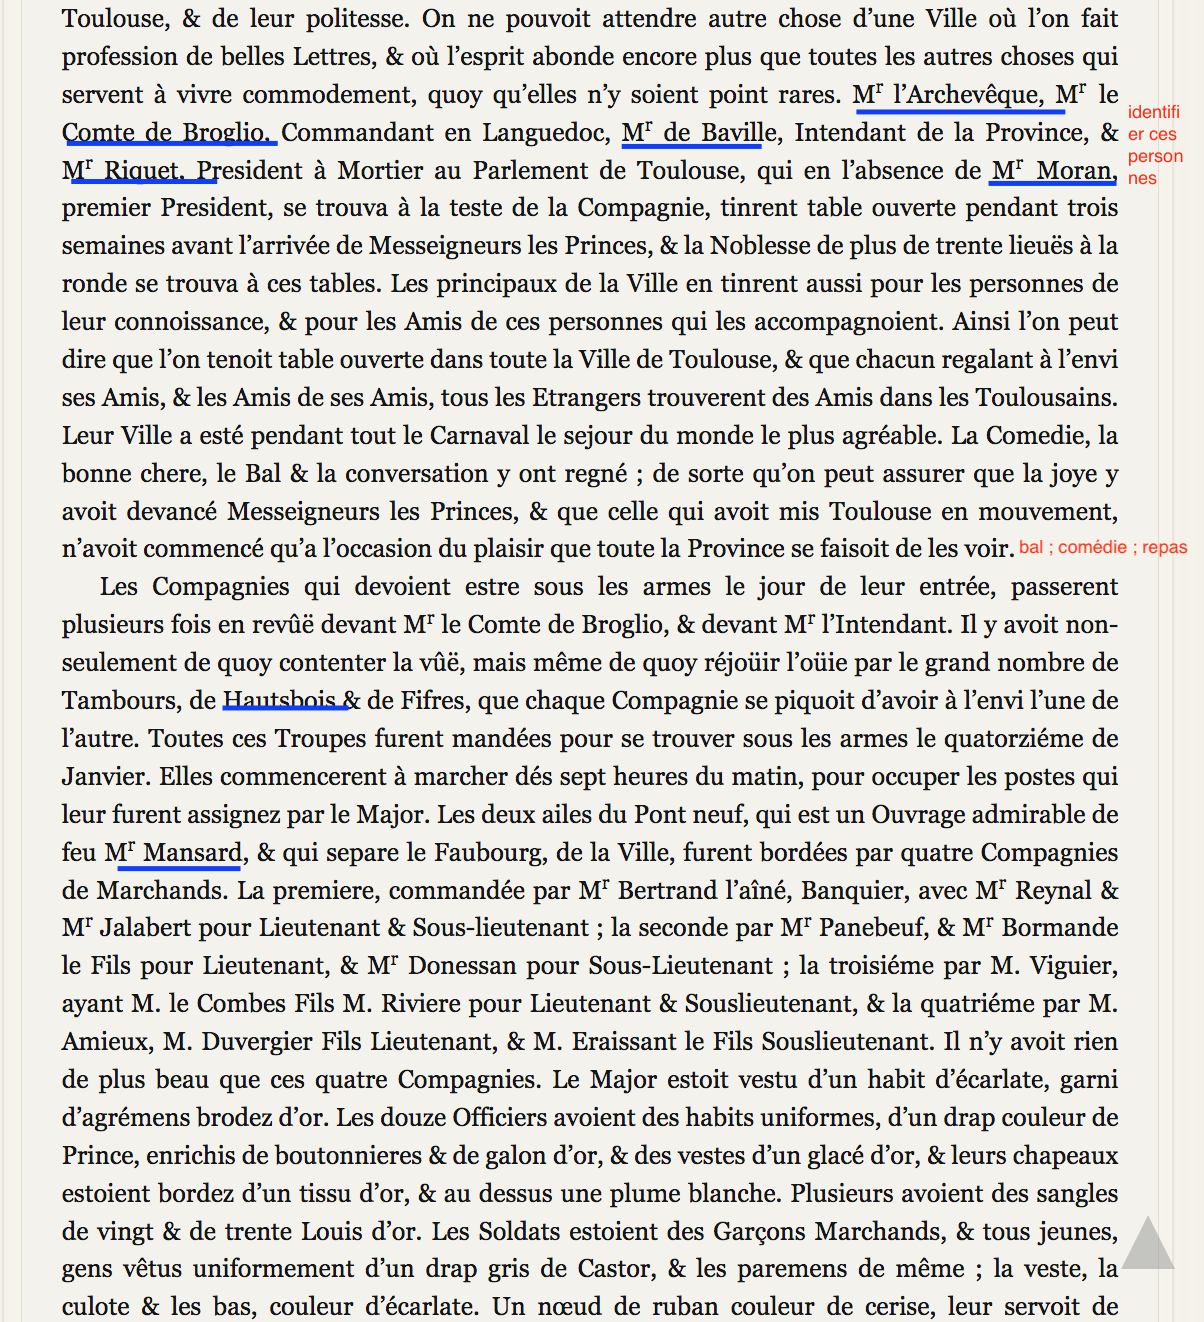 Toulouse, & de leur politesse. On ne pouvoit attendre autre chose d’une Ville où l’on fait
profession de belles Lettres, & où l’esprit abonde encore plus que toutes les autres choses qui
servent à vivre commodement, quoy qu’elles n’y soient point rares. Mr l’Archevêque, Mr le
Comte de Broglio, Commandant en Languedoc, Mr de Baville, Intendant de la Province, &
Mr Riquet, President à Mortier au Parlement de Toulouse, qui en l’absence de Mr Moran,
identifi
er ces
person
nes
premier President, se trouva à la teste de la Compagnie, tinrent table ouverte pendant trois
semaines avant l’arrivée de Messeigneurs les Princes, & la Noblesse de plus de trente lieuës à la
ronde se trouva à ces tables. Les principaux de la Ville en tinrent aussi pour les personnes de
leur connoissance, & pour les Amis de ces personnes qui les accompagnoient. Ainsi l’on peut
dire que l’on tenoit table ouverte dans toute la Ville de Toulouse, & que chacun regalant à l’envi
ses Amis, & les Amis de ses Amis, tous les Etrangers trouverent des Amis dans les Toulousains.
Leur Ville a esté pendant tout le Carnaval le sejour du monde le plus agréable. La Comedie, la
bonne chere, le Bal & la conversation y ont regné ; de sorte qu’on peut assurer que la joye y
avoit devancé Messeigneurs les Princes, & que celle qui avoit mis Toulouse en mouvement,
n’avoit commencé qu’a l’occasion du plaisir que toute la Province se faisoit de les voir. bal ; comédie ; repas
Les Compagnies qui devoient estre sous les armes le jour de leur entrée, passerent
plusieurs fois en revûë devant Mr le Comte de Broglio, & devant Mr l’Intendant. Il y avoit non-
seulement de quoy contenter la vûë, mais même de quoy réjoüir l’oüie par le grand nombre de
Tambours, de Hautsbois & de Fifres, que chaque Compagnie se piquoit d’avoir à l’envi l’une de
l’autre. Toutes ces Troupes furent mandées pour se trouver sous les armes le quatorziéme de
Janvier. Elles commencerent à marcher dés sept heures du matin, pour occuper les postes qui
leur furent assignez par le Major. Les deux ailes du Pont neuf, qui est un Ouvrage admirable de
feu Mr Mansard, & qui separe le Faubourg, de la Ville, furent bordées par quatre Compagnies
de Marchands. La premiere, commandée par Mr Bertrand l’aîné, Banquier, avec Mr Reynal &
Mr Jalabert pour Lieutenant & Sous-lieutenant ; la seconde par Mr Panebeuf, & Mr Bormande
le Fils pour Lieutenant, & Mr Donessan pour Sous-Lieutenant ; la troisiéme par M. Viguier,
ayant M. le Combes Fils M. Riviere pour Lieutenant & Souslieutenant, & la quatriéme par M.
Amieux, M. Duvergier Fils Lieutenant, & M. Eraissant le Fils Souslieutenant. Il n’y avoit rien
de plus beau que ces quatre Compagnies. Le Major estoit vestu d’un habit d’écarlate, garni
d’agrémens brodez d’or. Les douze Officiers avoient des habits uniformes, d’un drap couleur de
Prince, enrichis de boutonnieres & de galon d’or, & des vestes d’un glacé d’or, & leurs chapeaux
estoient bordez d’un tissu d’or, & au dessus une plume blanche. Plusieurs avoient des sangles
de vingt & de trente Louis d’or. Les Soldats estoient des Garçons Marchands, & tous jeunes,
gens vêtus uniformement d’un drap gris de Castor, & les paremens de même ; la veste, la
culote & les bas, couleur d’écarlate. Un nœud de ruban couleur de cerise, leur servoit de